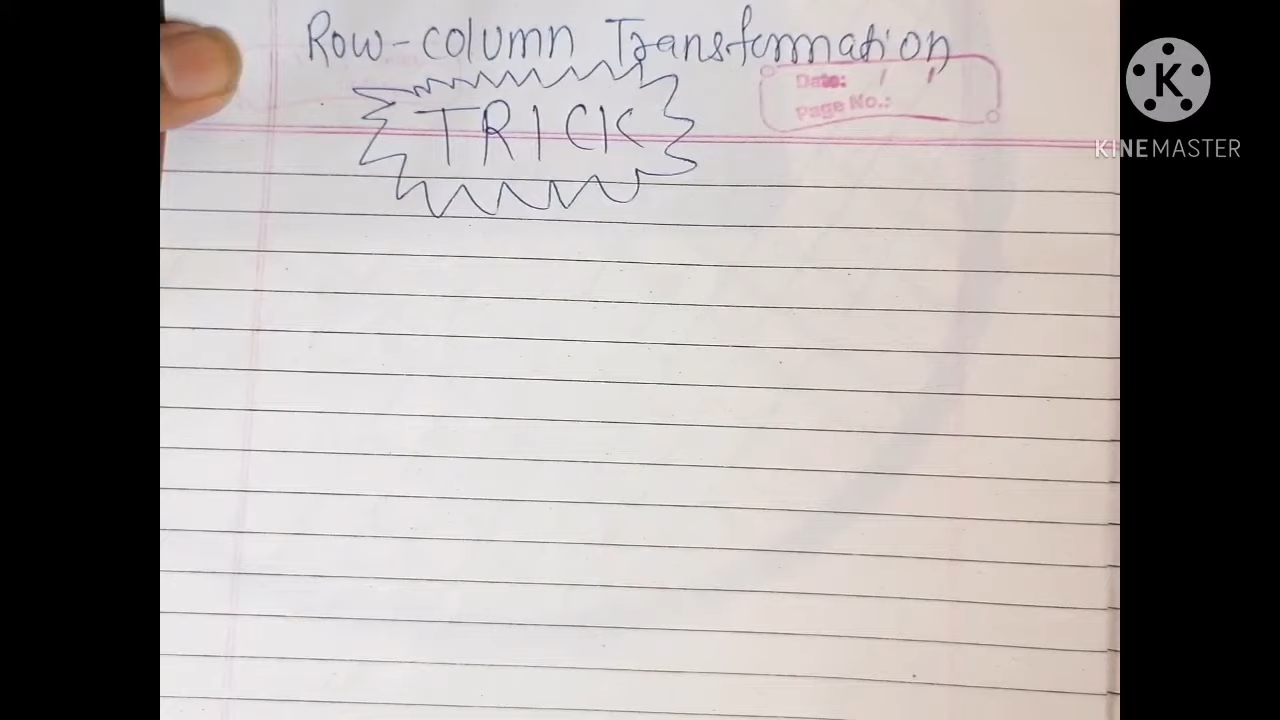 Row-column Transformation
TRICK
Date: / /
Page No.:
K
KINEMASTER